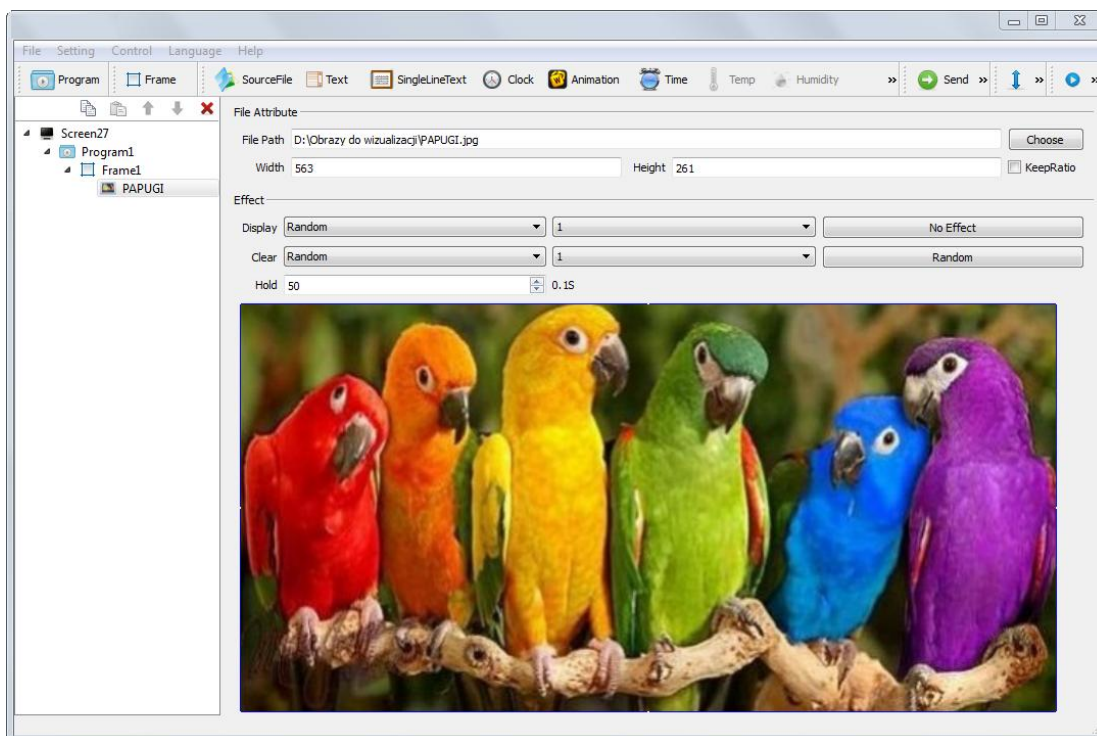 File Setting Control Language Help
Program Frame SourceFile Text SingleLineText Clock Animation Time Temp Humidity » Send » » »
File Attribute
Screen27
File Path D:\Obrazy do wizualizacji\PAPUGI.jpg Choose
Program1
Width 563 Height 261 KeepRatio
Frame1
PAPUGI
Effect
Display Random 1 No Effect
Clear Random 1 Random
Hold 50 0.1S